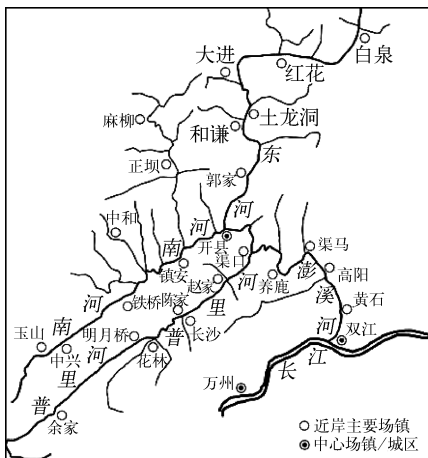 白泉
大进
红花
土龙洞
麻柳
和谦
东
正坝
郭家
河
中和
河
南
开县
渠口
渠马
镇安
赵家
河
养鹿
澎
高阳
河
铁桥
陈家
里
溪
黄石
南
长沙
河
双江
玉山
明月桥
普
中兴
河
花林
长
江
里
万州
普
余家
近岸主要场镇
中心场镇/城区